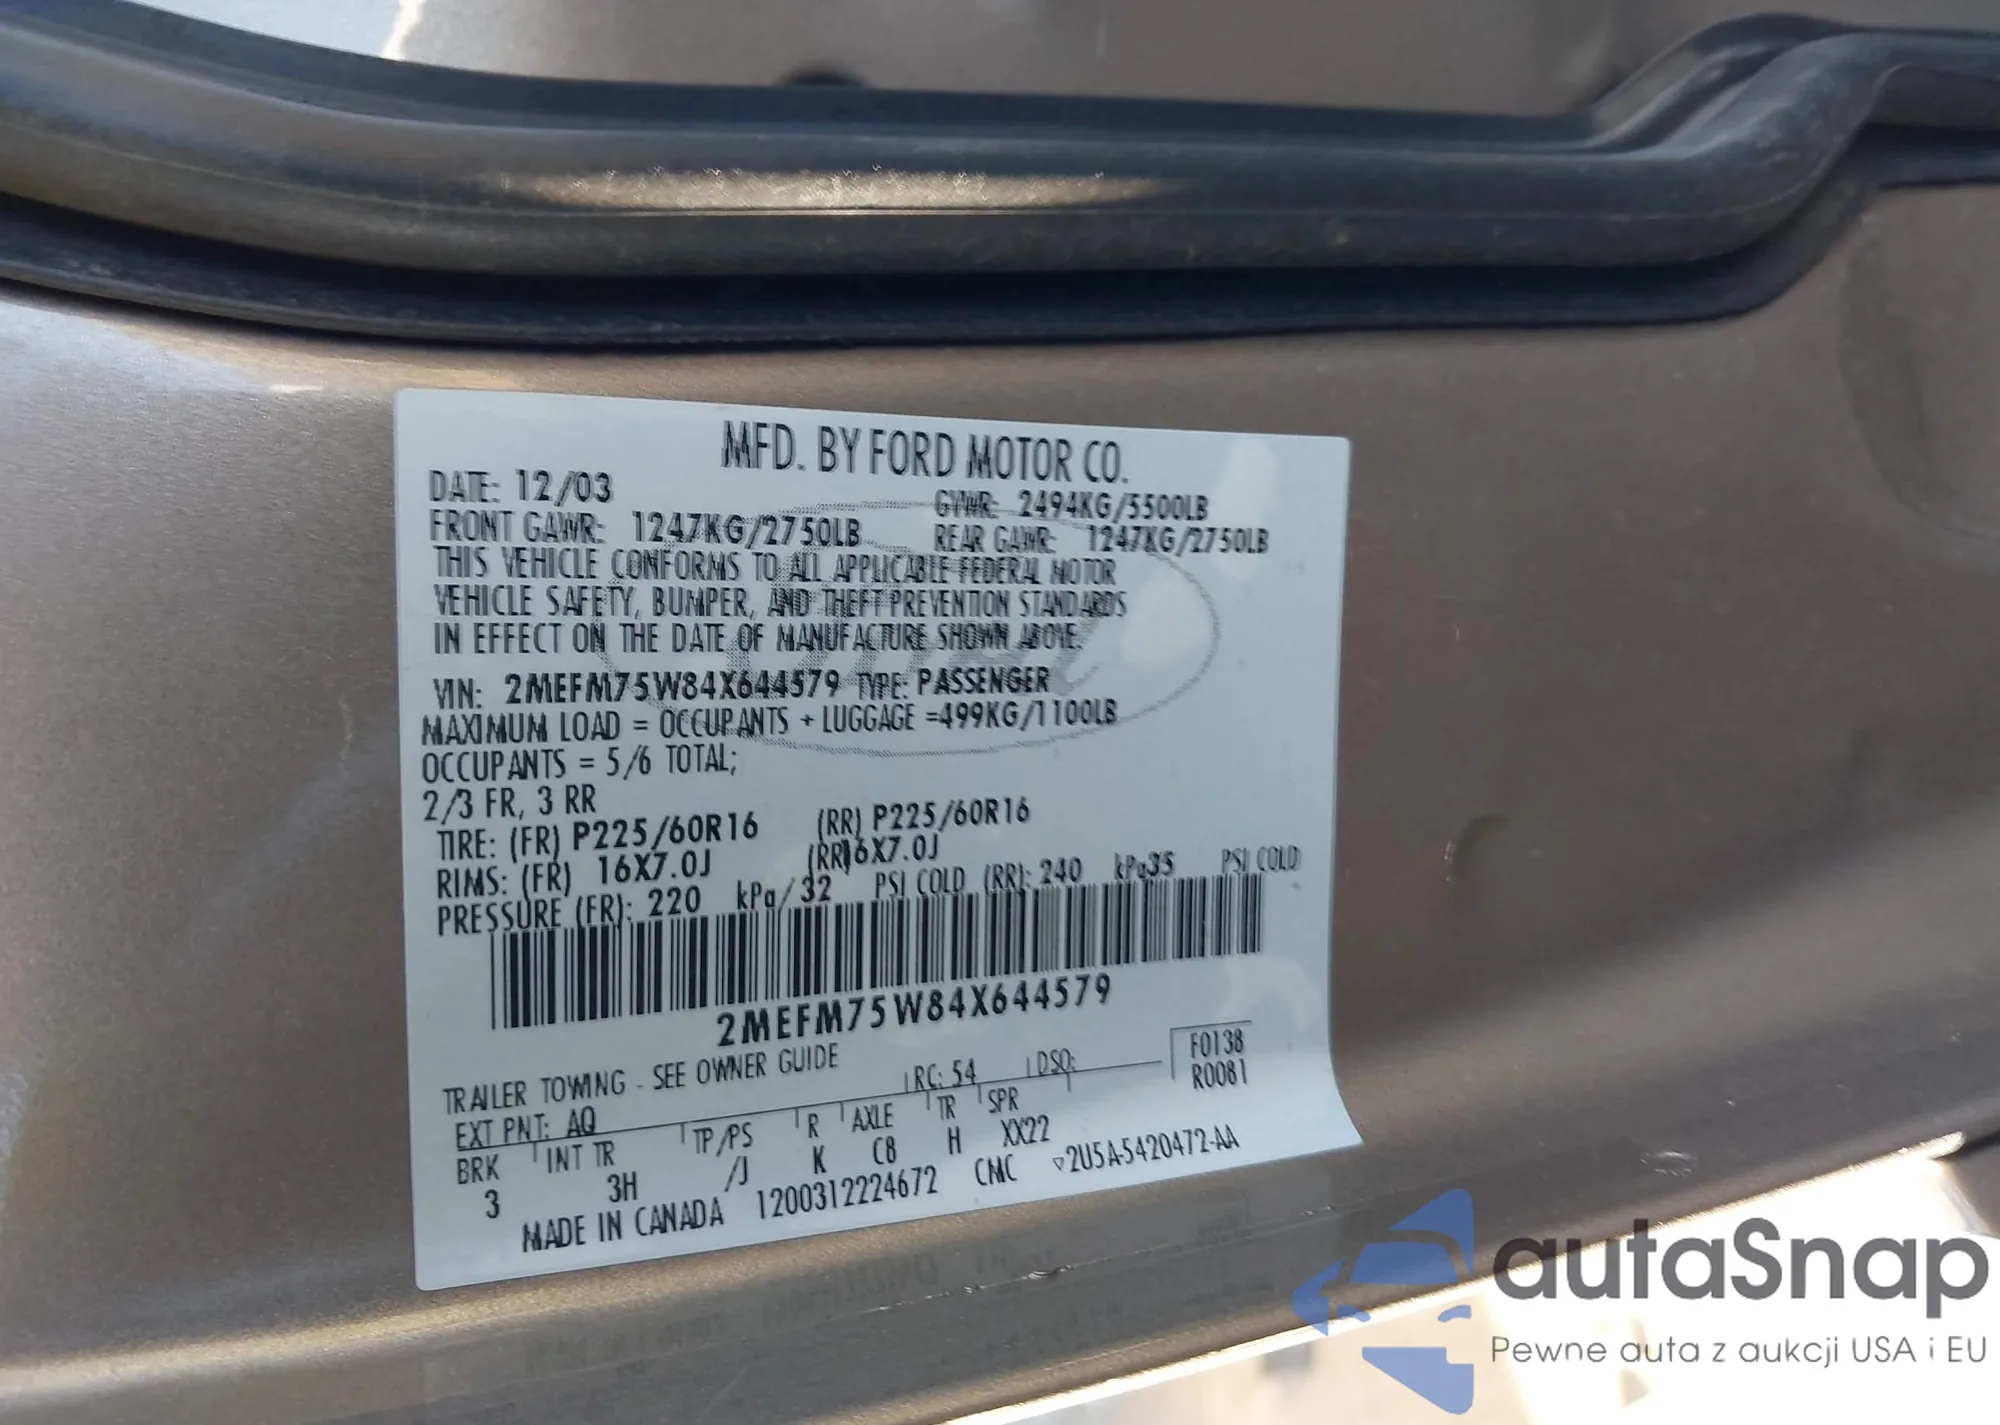 MFD. BY FORD MOTOR CO.
DATE: 12/03
GVWR: 2494KG/5500LB
FRONT GAWR: 1247KG/2750LB
REAR GAWR: 1247KG/2750LB
THIS VEHICLE CONFORMS TO ALL APPLICABLE FEDERAL MOTOR
VEHICLE SAFETY, BUMPER, AND THEFT PREVENTION STANDARDS
IN EFFECT ON THE DATE OF MANUFACTURE SHOWN ABOVE.
VIN: 2MEFM75W84X644579 TYPE: PASSENGER
MAXIMUM LOAD = OCCUPANTS + LUGGAGE =499KG/1100LB
OCCUPANTS = 5/6 TOTAL;
2/3 FR, 3 RR
TIRE: (FR) P225/60R16 (RR) P225/60R16
RIMS: (FR) 16X7.0J (RR)16X7.0J
PRESSURE (FR): 220 kPa/ 32 PSI COLD (RR): 240 kPa35 PSI COLD
2MEFM75W84X644579
TRAILER TOWING - SEE OWNER GUIDE
EXT PNT: AQ RC: 54 DSO:
F0138
R0081
BRK INT TR TP/PS R AXLE TR SPR
3 3H /J K C8 H XX22
MADE IN CANADA 1200312224672 CMC ▽2U5A-5420472-AA
autaSnap
Pewne auta z aukcji USA i EU